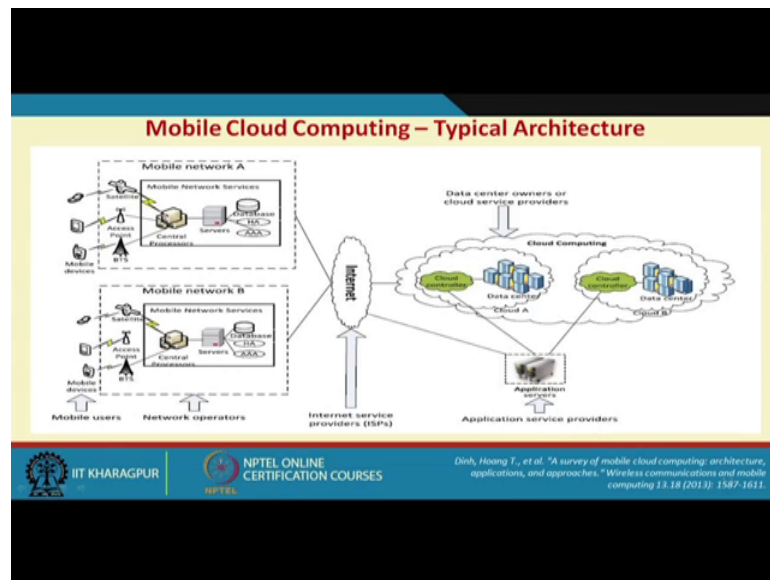 Mobile Cloud Computing – Typical Architecture
Mobile network A
Mobile Network Services
Satellite
Access
Point
BTS
Mobile
devices
Central
Processors
Servers
Database
HA
AAA
Mobile network B
Mobile Network Services
Satellite
Access
Point
BTS
Mobile
devices
Central
Processors
Servers
Database
HA
AAA
Mobile users
Network operators
Internet
Internet service
providers (ISPs)
Data center owners or
cloud service providers
Cloud Computing
Cloud
controller
Data center
Cloud A
Cloud
controller
Data center
Cloud B
Application
servers
Application service providers
IIT KHARAGPUR
NPTEL
NPTEL ONLINE
CERTIFICATION COURSES
Dinh, Hoang T., et al. "A survey of mobile cloud computing: architecture,
applications, and approaches." Wireless communications and mobile
computing 13.18 (2013): 1587-1611.